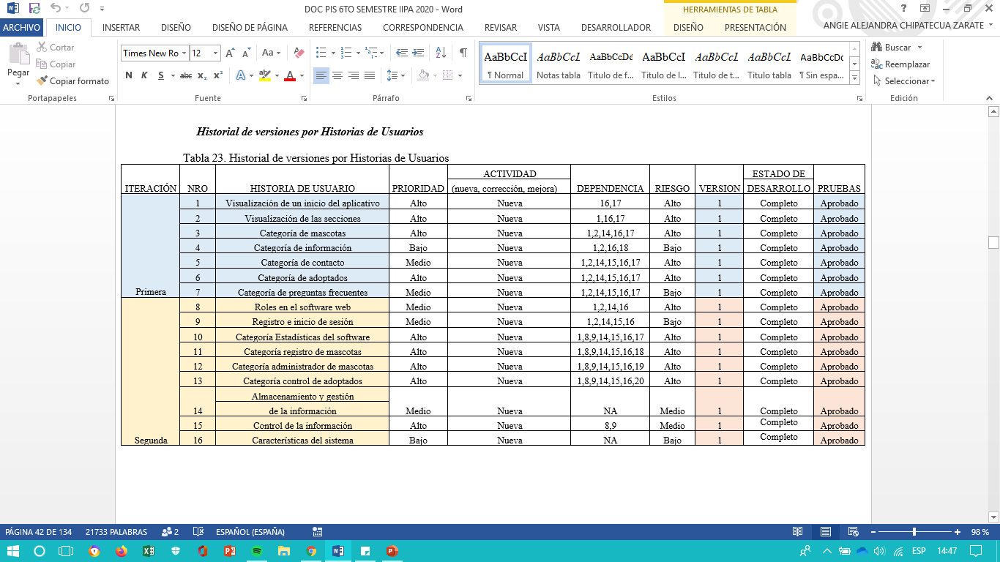 DOC PIS 6TO SEMESTRE IIPA 2020 - Word
HERRAMIENTAS DE TABLA
ARCHIVO INICIO INSERTAR DISEÑO DISEÑO DE PÁGINA REFERENCIAS CORRESPONDENCIA REVISAR VISTA DESARROLLADOR DISEÑO PRESENTACIÓN ANGIE ALEJANDRA CHIPATECUA ZARATE
Pegar
Cortar
Copiar
Copiar formato
Portapapeles
Times New Ro 12
N K S abc x₂ x²
Fuente
Párrafo
AaBbCcI AaBbCcI AaBbCcDc AaBbCcI AaBbCcI AaBbCcI AaBbCcDc
¶ Normal Notas tabla Titulo de f... Titulo de l... Titulo de t... Titulo tabla ¶ Sin espa...
Estilos
Buscar
Reemplazar
Seleccionar
Edición
Historial de versiones por Historias de Usuarios
Tabla 23. Historial de versiones por Historias de Usuarios
ITERACIÓN NRO HISTORIA DE USUARIO PRIORIDAD ACTIVIDAD (nueva, corrección, mejora) DEPENDENCIA RIESGO VERSION ESTADO DE DESARROLLO PRUEBAS
1 Visualización de un inicio del aplicativo Alto Nueva 16,17 Alto 1 Completo Aprobado
2 Visualización de las secciones Alto Nueva 1,16,17 Alto 1 Completo Aprobado
3 Categoría de mascotas Alto Nueva 1,2,14,16,17 Alto 1 Completo Aprobado
4 Categoría de información Bajo Nueva 1,2,16,18 Bajo 1 Completo Aprobado
5 Categoría de contacto Medio Nueva 1,2,14,15,16,17 Alto 1 Completo Aprobado
6 Categoría de adoptados Alto Nueva 1,2,14,15,16,17 Alto 1 Completo Aprobado
Primera 7 Categoría de preguntas frecuentes Medio Nueva 1,2,14,15,16,17 Bajo 1 Completo Aprobado
8 Roles en el software web Medio Nueva 1,2,14,16 Alto 1 Completo Aprobado
9 Registro e inicio de sesión Medio Nueva 1,2,14,15,16 Bajo 1 Completo Aprobado
10 Categoría Estadísticas del software Alto Nueva 1,8,9,14,15,16,17 Alto 1 Completo Aprobado
11 Categoría registro de mascotas Alto Nueva 1,8,9,14,15,16,18 Alto 1 Completo Aprobado
12 Categoría administrador de mascotas Alto Nueva 1,8,9,14,15,16,19 Alto 1 Completo Aprobado
13 Categoría control de adoptados Alto Nueva 1,8,9,14,15,16,20 Alto 1 Completo Aprobado
Almacenamiento y gestión
14 de la información Medio Nueva NA Medio 1 Completo Aprobado
15 Control de la información Alto Nueva 8,9 Medio 1 Completo Aprobado
Segunda 16 Características del sistema Bajo Nueva NA Bajo 1 Completo Aprobado
PÁGINA 42 DE 134 21733 PALABRAS 2 ESPAÑOL (ESPAÑA) 98 %
ESP 14:47